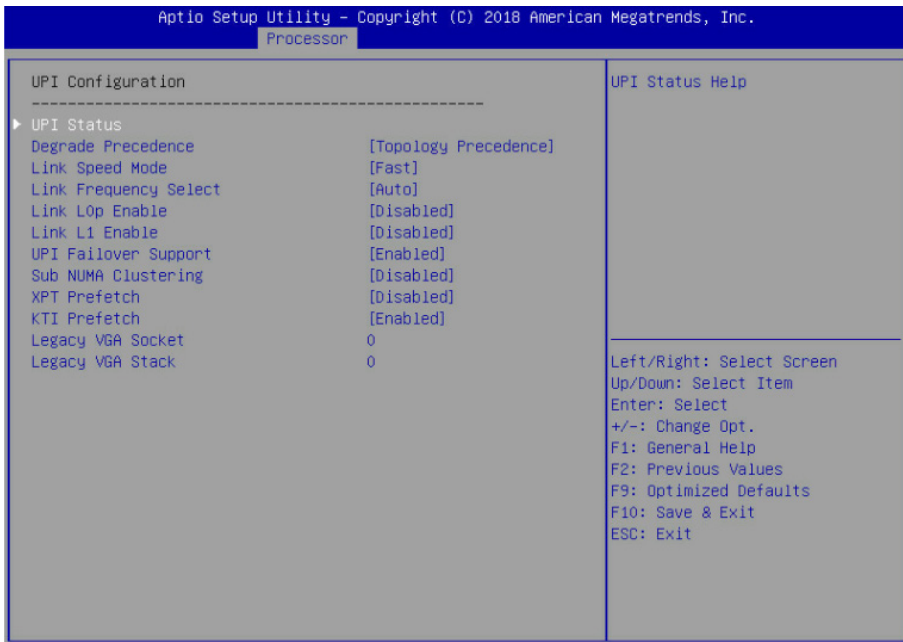 Aptio Setup Utility – Copyright (C) 2018 American Megatrends, Inc.
Processor
UPI Configuration
--------------------------------------------------
UPI Status
Degrade Precedence [Topology Precedence]
Link Speed Mode [Fast]
Link Frequency Select [Auto]
Link L0p Enable [Disabled]
Link L1 Enable [Disabled]
UPI Failover Support [Enabled]
Sub NUMA Clustering [Disabled]
XPT Prefetch [Disabled]
KTI Prefetch [Enabled]
Legacy VGA Socket 0
Legacy VGA Stack 0
UPI Status Help
Left/Right: Select Screen
Up/Down: Select Item
Enter: Select
+/-: Change Opt.
F1: General Help
F2: Previous Values
F9: Optimized Defaults
F10: Save & Exit
ESC: Exit